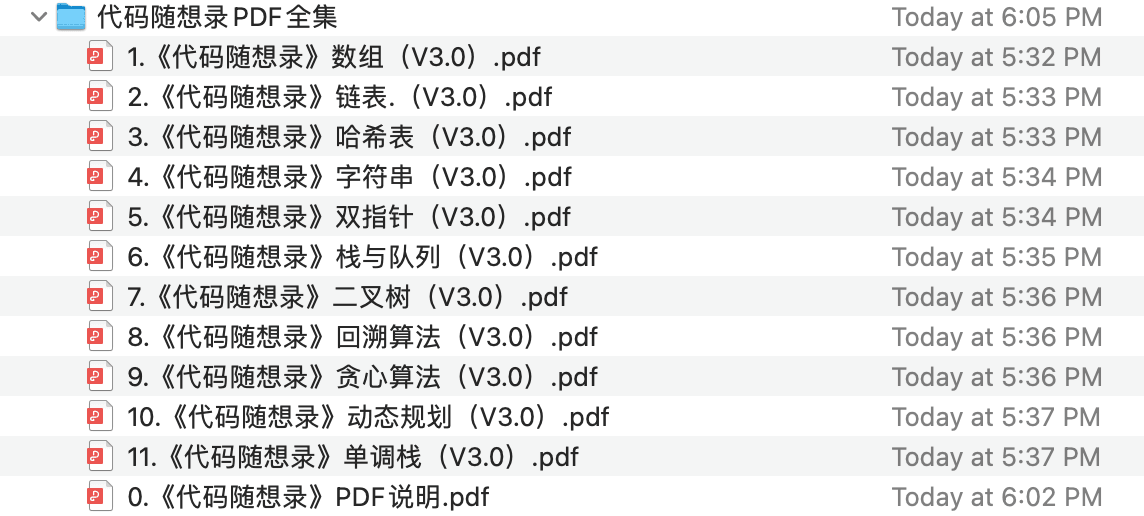 代码随想录PDF全集 Today at 6:05 PM
1.《代码随想录》数组（V3.0）.pdf Today at 5:32 PM
2.《代码随想录》链表.（V3.0）.pdf Today at 5:33 PM
3.《代码随想录》哈希表（V3.0）.pdf Today at 5:33 PM
4.《代码随想录》字符串（V3.0）.pdf Today at 5:34 PM
5.《代码随想录》双指针（V3.0）.pdf Today at 5:34 PM
6.《代码随想录》栈与队列（V3.0）.pdf Today at 5:35 PM
7.《代码随想录》二叉树（V3.0）.pdf Today at 5:36 PM
8.《代码随想录》回溯算法（V3.0）.pdf Today at 5:36 PM
9.《代码随想录》贪心算法（V3.0）.pdf Today at 5:36 PM
10.《代码随想录》动态规划（V3.0）.pdf Today at 5:37 PM
11.《代码随想录》单调栈（V3.0）.pdf Today at 5:37 PM
0.《代码随想录》PDF说明.pdf Today at 6:02 PM